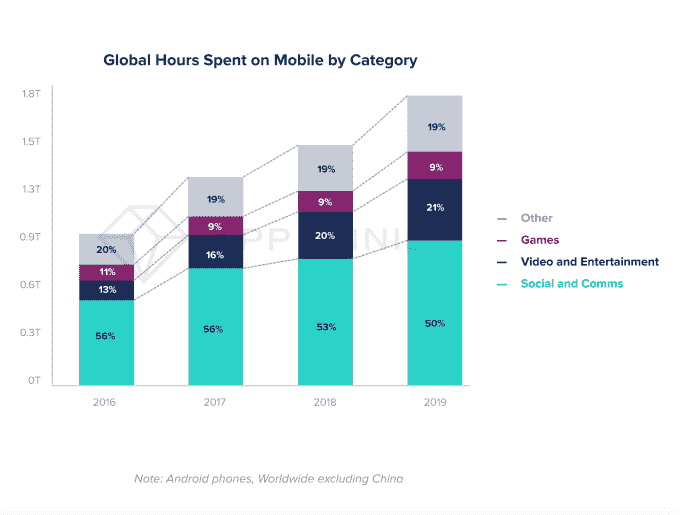 Global Hours Spent on Mobile by Category
1.8T
1.5T
1.3T
0.9T
0.6T
0.3T
0T
20%
11%
13%
56%
19%
9%
16%
56%
19%
9%
20%
53%
19%
9%
21%
50%
2016
2017
2018
2019
Other
Games
Video and Entertainment
Social and Comms
Note: Android phones, Worldwide excluding China